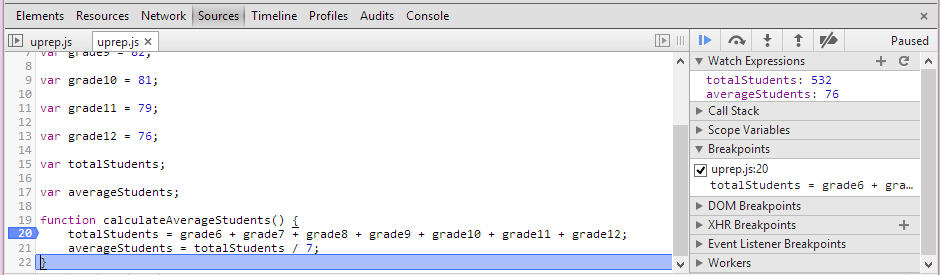 Elements Resources Network Sources Timeline Profiles Audits Console ×
uprep.js uprep.js × Paused
7 var grade9 = 82;
8
9 var grade10 = 81;
10
11 var grade11 = 79;
12
13 var grade12 = 76;
14
15 var totalStudents;
16
17 var averageStudents;
18
19 function calculateAverageStudents() {
20 totalStudents = grade6 + grade7 + grade8 + grade9 + grade10 + grade11 + grade12;
21 averageStudents = totalStudents / 7;
22 }
Watch Expressions
totalStudents: 532
averageStudents: 76
Call Stack
Scope Variables
Breakpoints
uprep.js:20
totalStudents = grade6 + gra...
DOM Breakpoints
XHR Breakpoints
Event Listener Breakpoints
Workers